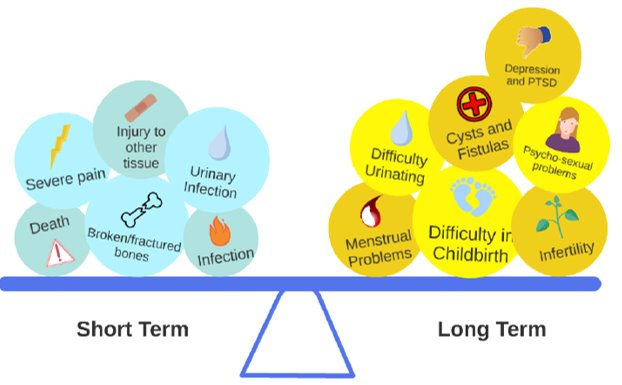 Severe pain
Injury to
other
tissue
Urinary
Infection
Death
Broken/fractured
bones
Infection
Short Term
Depression
and PTSD
Cysts and
Fistulas
Difficulty
Urinating
Psycho-sexual
problems
Menstrual
Problems
Difficulty in
Childbirth
Infertility
Long Term